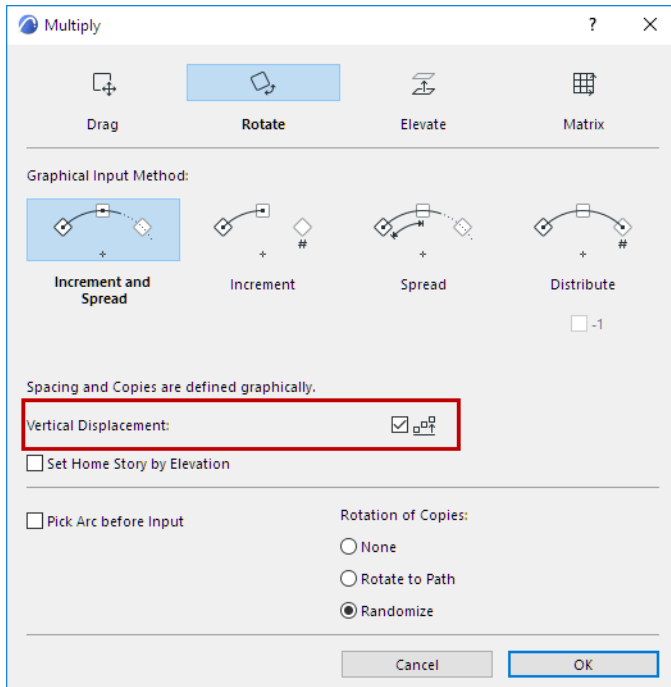 Multiply
?
Drag
Rotate
Elevate
Matrix
Graphical Input Method:
#
#
Increment and
Spread
Increment
Spread
Distribute
-1
Spacing and Copies are defined graphically.
Vertical Displacement:
Set Home Story by Elevation
Pick Arc before Input
Rotation of Copies:
None
Rotate to Path
Randomize
Cancel
OK